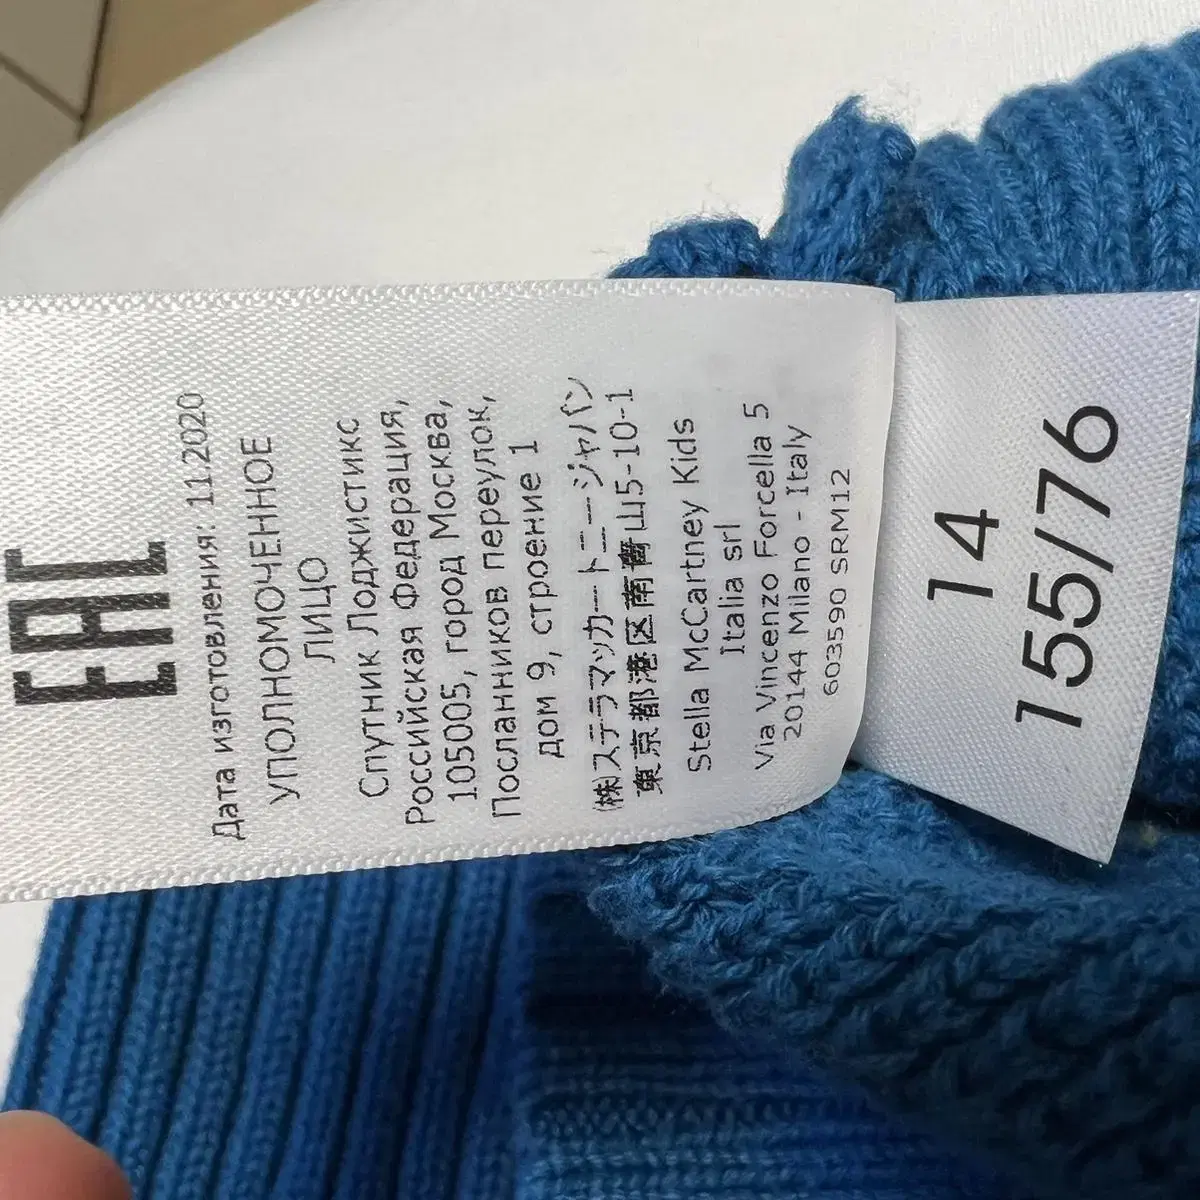 EAC
Дата изготовления: 11.2020
УПОЛНОМОЧЕННОЕ
ЛИЦО
Спутник Лоджистикс
Российская Федерация,
105005, город Москва,
Посланников переулок,
дом 9, строение 1
(株)ステラマッカートニージャパン
東京都港区南青山5-10-1
Stella McCartney Kids
Italia srl
Via Vincenzo Forcella 5
20144 Milano - Italy
603590 SRM12
14
155/76